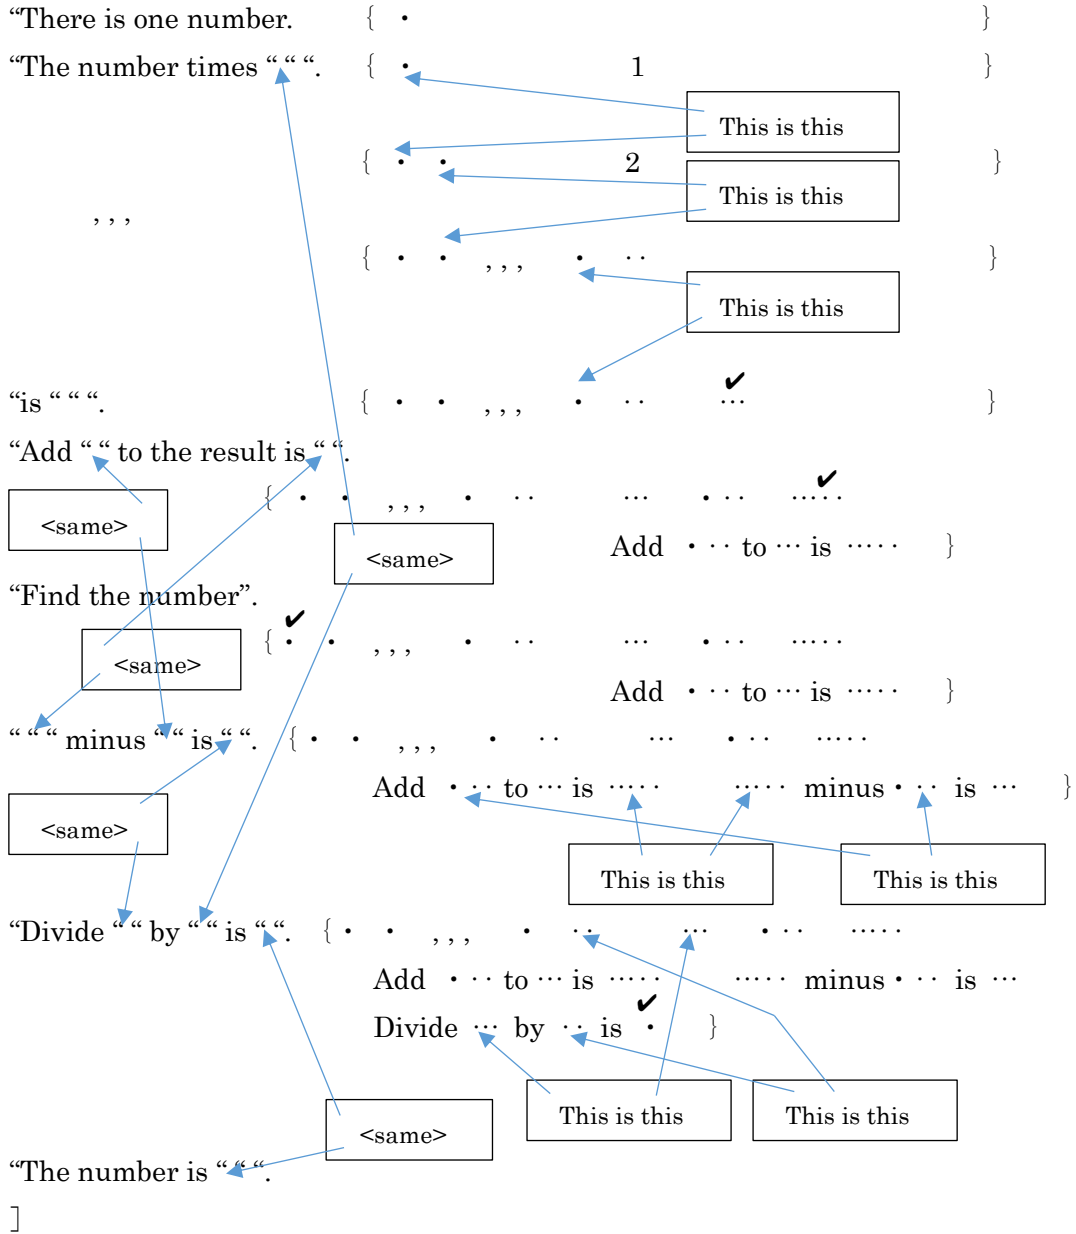 “There is one number. { ・ }
“The number times “ “ “. { ・ 1 }
This is this
{ ・ ・ 2 }
This is this
, , ,
{ ・ ・ , , , ・ ‥ }
This is this
✔
“is “ “ “. { ・ ・ , , , ・ ‥ … }
“Add “ “ to the result is “ “.
✔
{ ・ ・ , , , ・ ‥ … ・‥ …‥
<same>
Add ・‥ to … is …‥ }
<same>
“Find the number”.
✔
{ ・ ・ , , , ・ ‥ … ・‥ …‥
<same>
Add ・‥ to … is …‥ }
“ “ “ minus “ “ is “ “. { ・ ・ , , , ・ ‥ … ・‥ …‥
Add ・‥ to … is …‥ …‥ minus ・‥ is … }
<same>
This is this This is this
“Divide “ “ by “ “ is “ “. { ・ ・ , , , ・ ‥ … ・‥ …‥
Add ・‥ to … is …‥ …‥ minus ・‥ is …
✔
Divide … by ‥ is ・ }
This is this This is this
<same>
“The number is “ “ “.
]